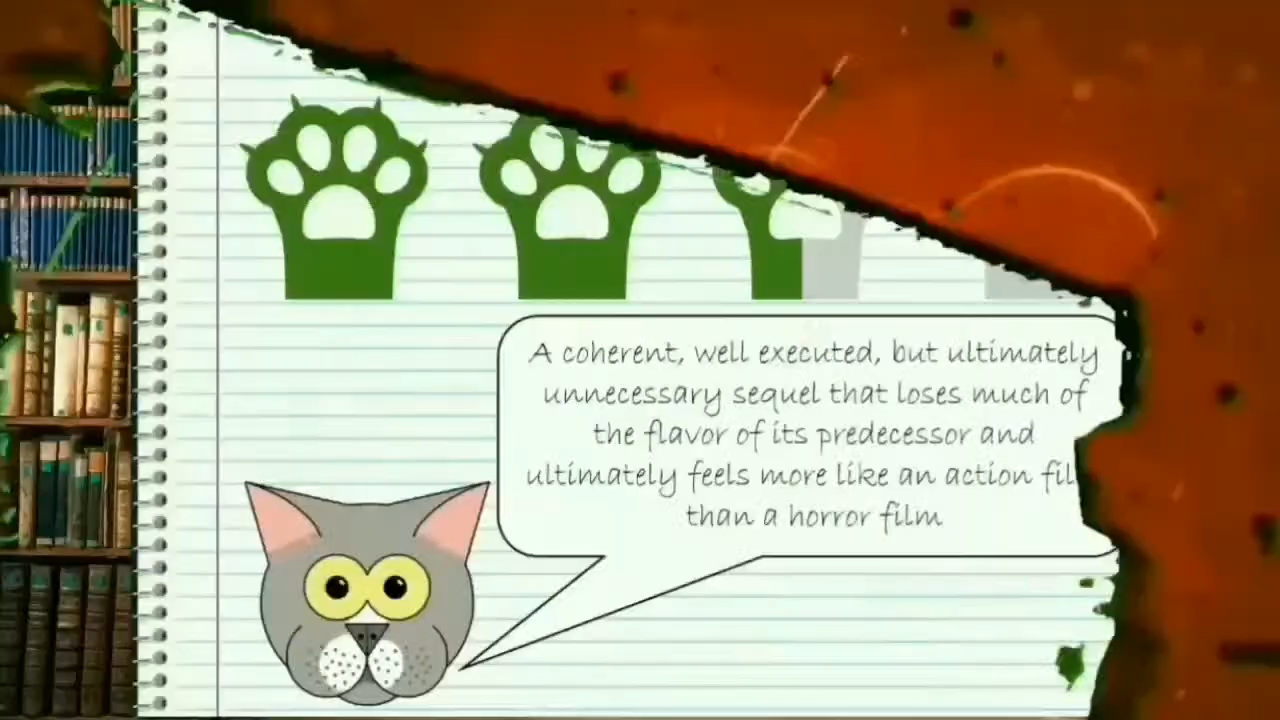 A coherent, well executed, but ultimately
unnecessary sequel that loses much of
the flavor of its predecessor and
ultimately feels more like an action fil
than a horror film